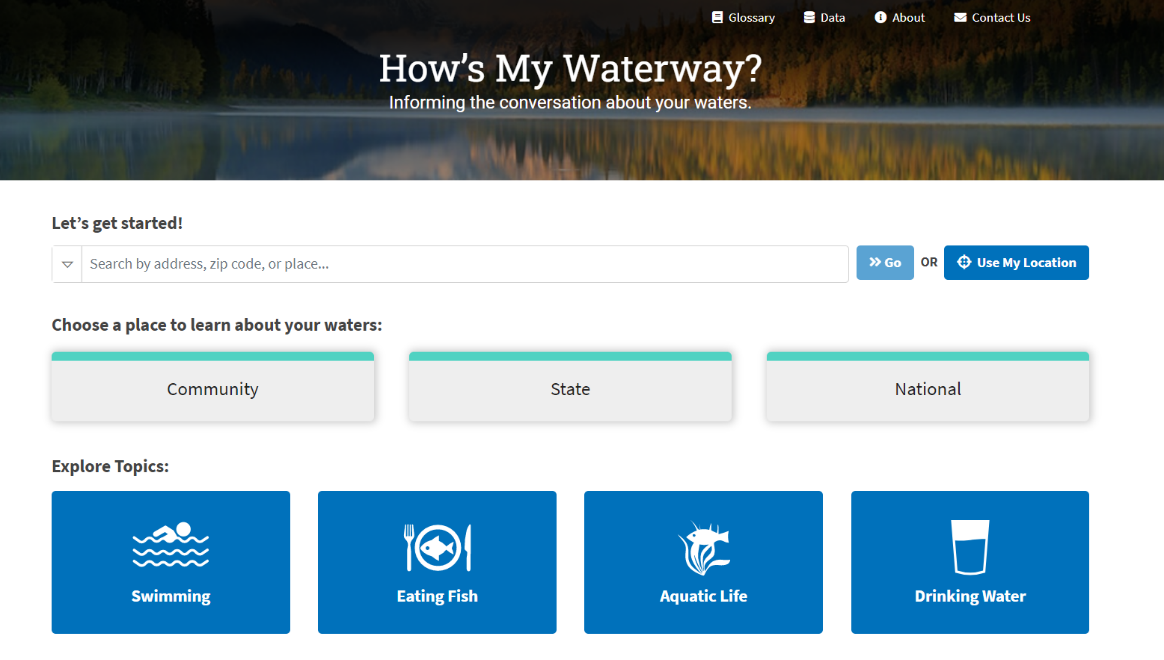 Glossary Data About Contact Us
How's My Waterway?
Informing the conversation about your waters.
Let's get started!
Search by address, zip code, or place... Go OR Use My Location
Choose a place to learn about your waters:
Community State National
Explore Topics:
Swimming Eating Fish Aquatic Life Drinking Water